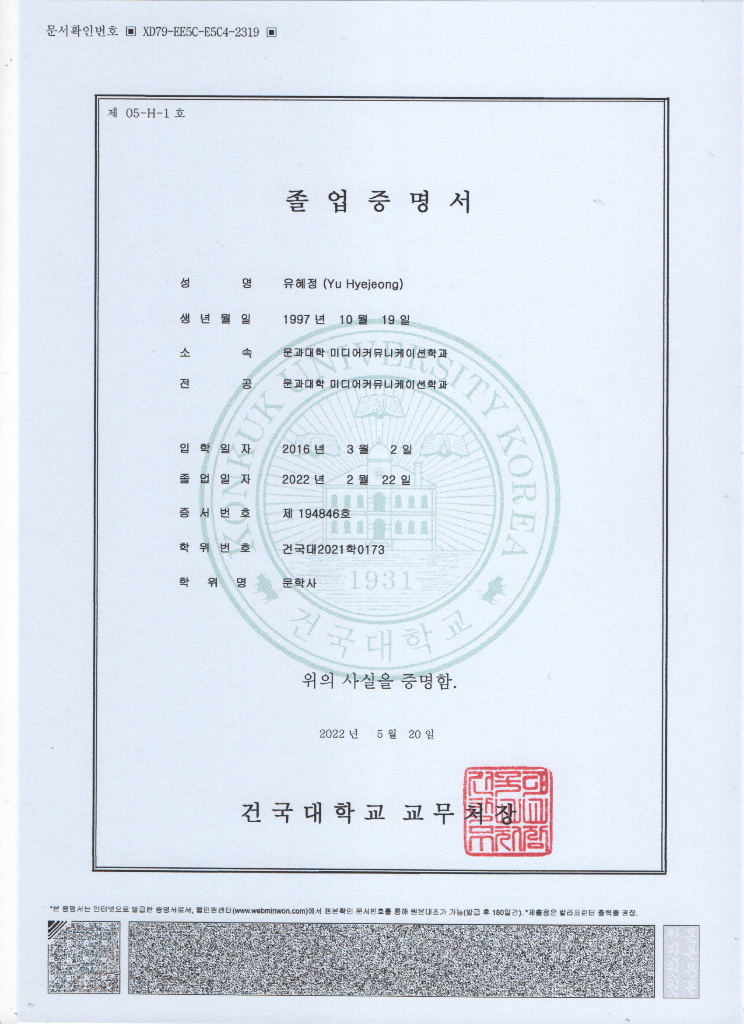 문서확인번호 ▣ XD79-EE5C-E5C4-2319 ▣
제 05-H-1 호
졸 업 증 명 서
성 명 유혜정 (Yu Hyejeong)
생 년 월 일 1997 년 10 월 19 일
소 속 문과대학 미디어커뮤니케이션학과
전 공 문과대학 미디어커뮤니케이션학과
입 학 일 자 2016 년 3 월 2 일
졸 업 일 자 2022 년 2 월 22 일
증 서 번 호 제 194846호
학 위 번 호 건국대2021학0173
학 위 명 문학사
KONKUK UNIVERSITY KOREA
1931
건국대학교
위의 사실을 증명함.
2022 년 5 월 20 일
건 국 대 학 교 교 무 처 장
*본 증명서는 인터넷으로 발급한 증명서로서, 웹민원센터(www.webminwon.com)에서 원본확인 문서번호를 통해 원본대조가 가능(발급 후 180일간). *제출용은 칼라프린터 출력을 권장.